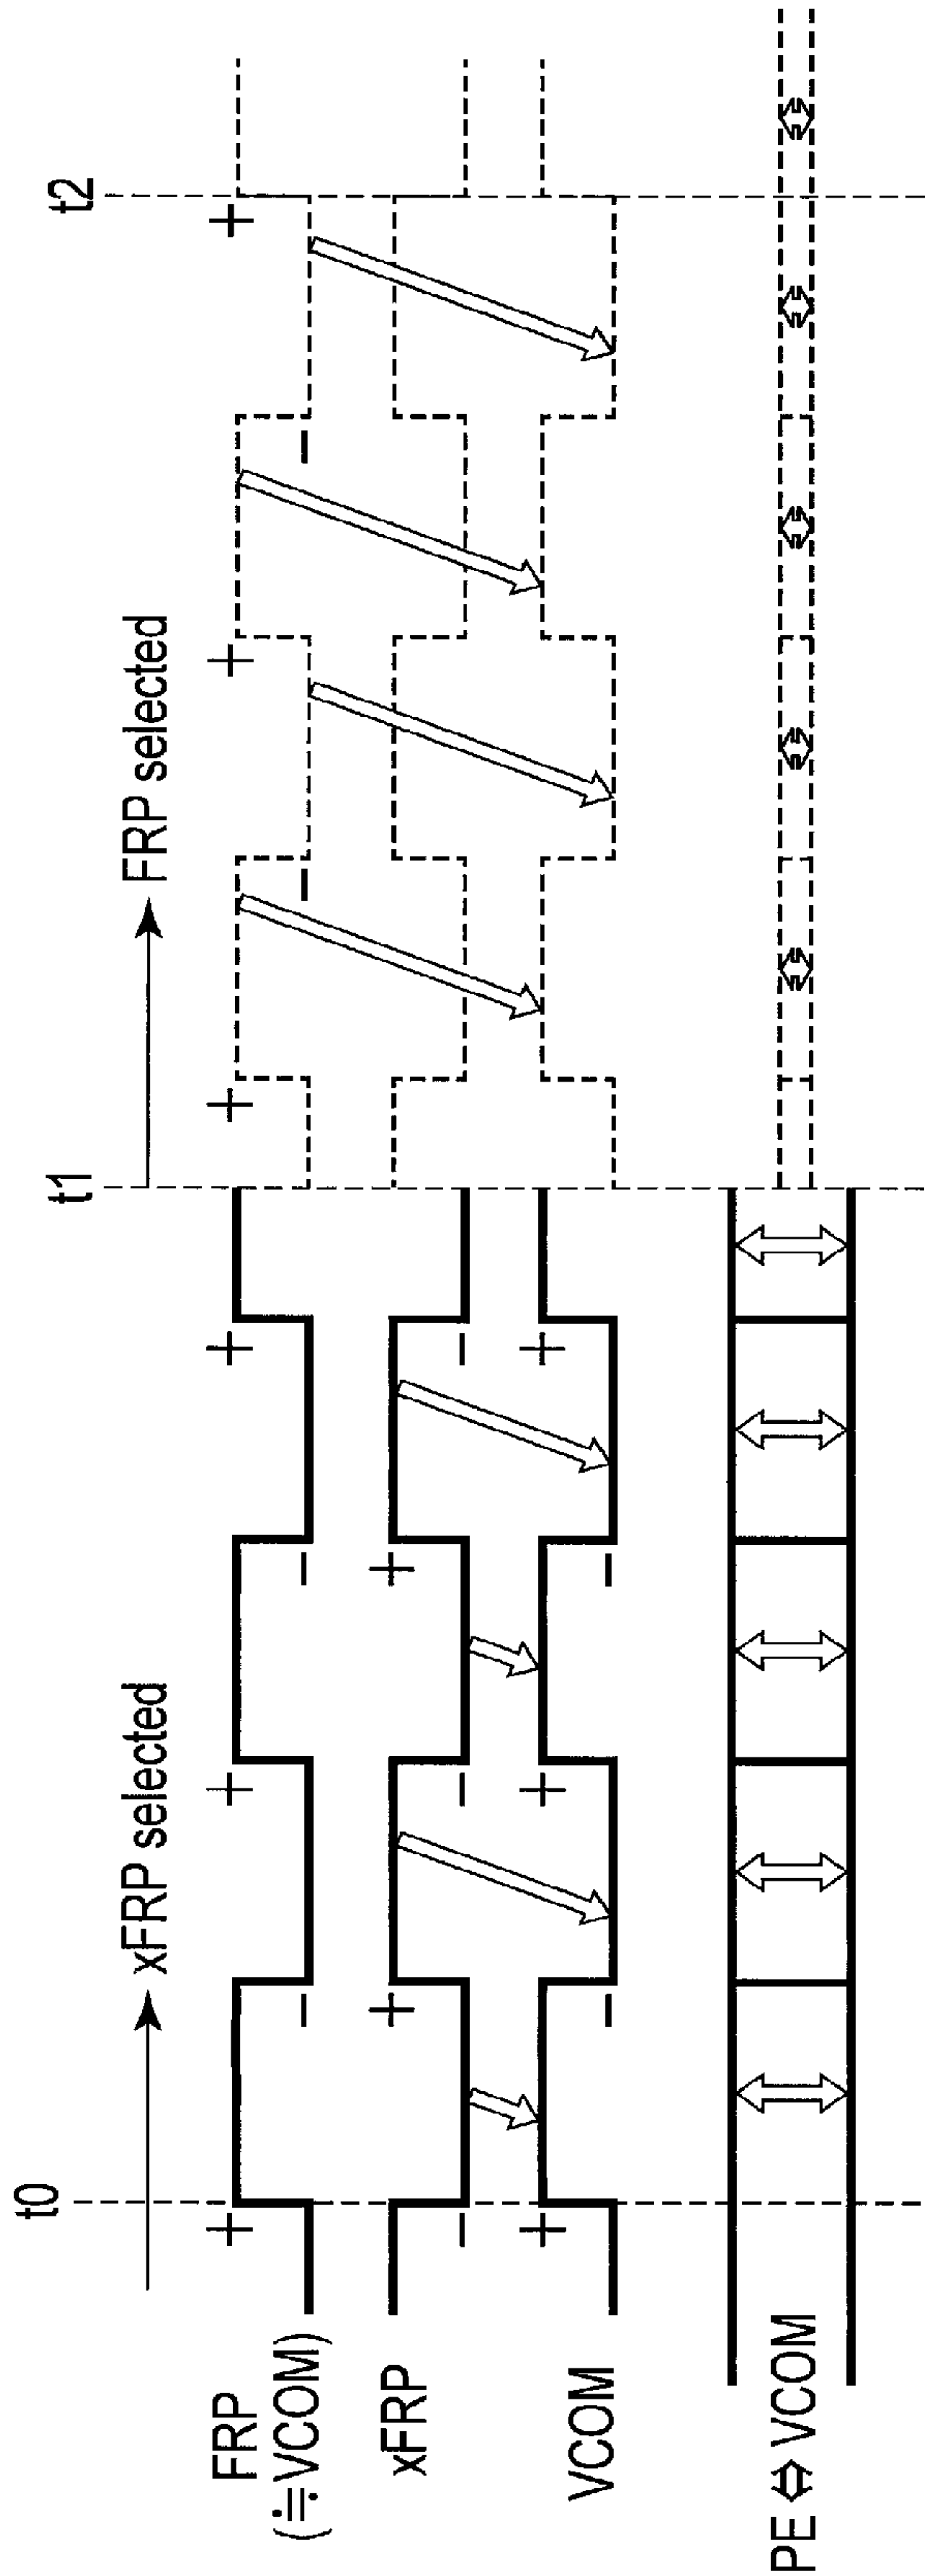 t0
t1
t2
xFRP selected
FRP selected
FRP
(≒VCOM)
+
−
+
−
+
+
−
+
−
+
xFRP
−
+
−
+
−
VCOM
+
−
+
−
+
PE ⇔ VCOM